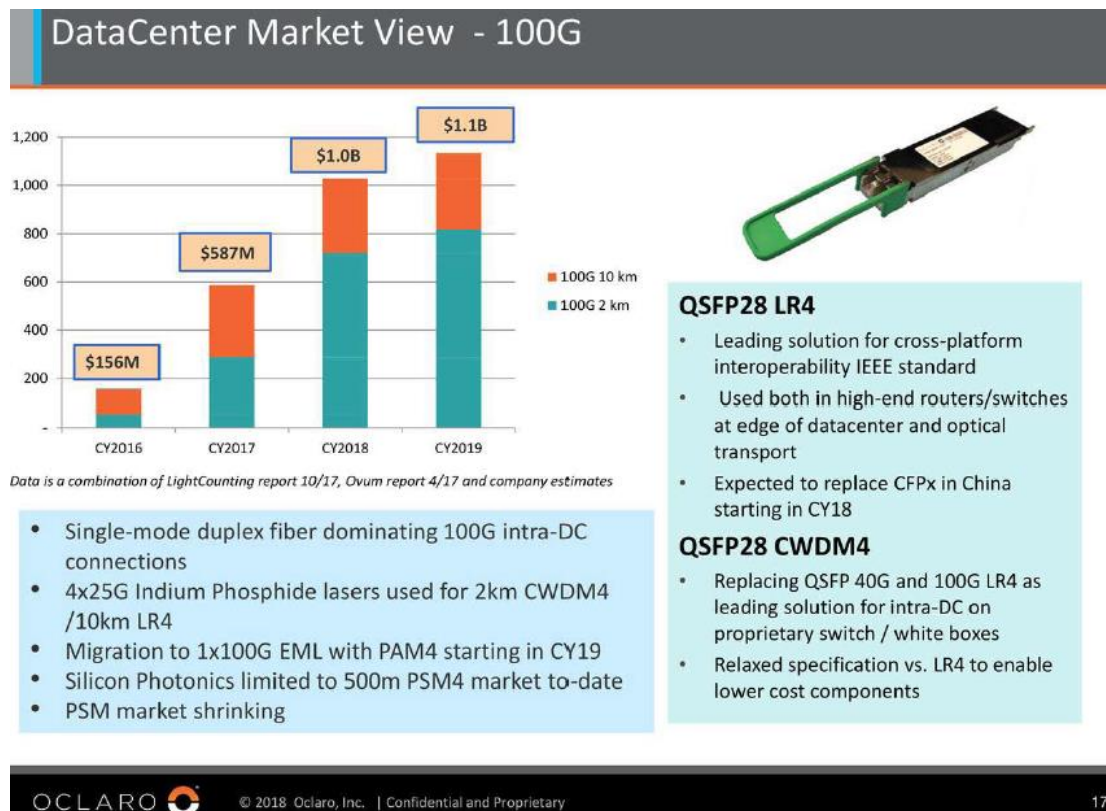 DataCenter Market View - 100G
1,200
1,000
800
600
400
200
-
$156M
$587M
$1.0B
$1.1B
CY2016
CY2017
CY2018
CY2019
100G 10 km
100G 2 km
Data is a combination of LightCounting report 10/17, Ovum report 4/17 and company estimates
• Single-mode duplex fiber dominating 100G intra-DC
connections
• 4x25G Indium Phosphide lasers used for 2km CWDM4
/10km LR4
• Migration to 1x100G EML with PAM4 starting in CY19
• Silicon Photonics limited to 500m PSM4 market to-date
• PSM market shrinking
QSFP28 LR4
• Leading solution for cross-platform
interoperability IEEE standard
• Used both in high-end routers/switches
at edge of datacenter and optical
transport
• Expected to replace CFPx in China
starting in CY18
QSFP28 CWDM4
• Replacing QSFP 40G and 100G LR4 as
leading solution for intra-DC on
proprietary switch / white boxes
• Relaxed specification vs. LR4 to enable
lower cost components
OCLARO
© 2018 Oclaro, Inc. | Confidential and Proprietary
17